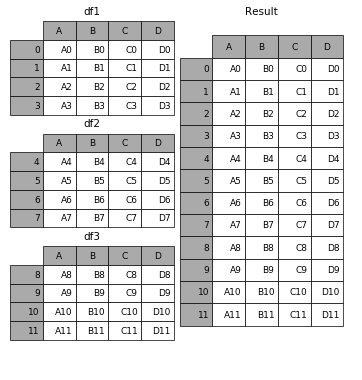 df1
A B C D
0 A0 B0 C0 D0
1 A1 B1 C1 D1
2 A2 B2 C2 D2
3 A3 B3 C3 D3
df2
A B C D
4 A4 B4 C4 D4
5 A5 B5 C5 D5
6 A6 B6 C6 D6
7 A7 B7 C7 D7
df3
A B C D
8 A8 B8 C8 D8
9 A9 B9 C9 D9
10 A10 B10 C10 D10
11 A11 B11 C11 D11
Result
A B C D
0 A0 B0 C0 D0
1 A1 B1 C1 D1
2 A2 B2 C2 D2
3 A3 B3 C3 D3
4 A4 B4 C4 D4
5 A5 B5 C5 D5
6 A6 B6 C6 D6
7 A7 B7 C7 D7
8 A8 B8 C8 D8
9 A9 B9 C9 D9
10 A10 B10 C10 D10
11 A11 B11 C11 D11